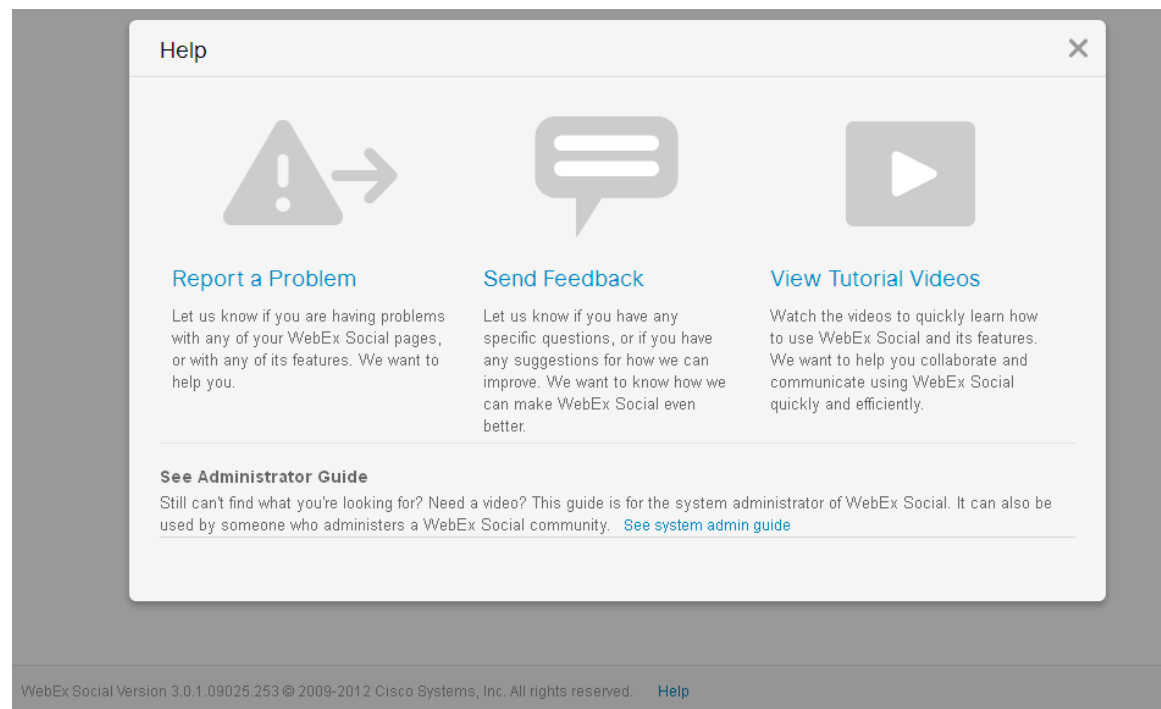 Help
Report a Problem
Let us know if you are having problems
with any of your WebEx Social pages,
or with any of its features. We want to
help you.
Send Feedback
Let us know if you have any
specific questions, or if you have
any suggestions for how we can
improve. We want to know how we
can make WebEx Social even
better.
View Tutorial Videos
Watch the videos to quickly learn how
to use WebEx Social and its features.
We want to help you collaborate and
communicate using WebEx Social
quickly and efficiently.
See Administrator Guide
Still can't find what you're looking for? Need a video? This guide is for the system administrator of WebEx Social. It can also be
used by someone who administers a WebEx Social community. See system admin guide
WebEx Social Version 3.0.1.09025.253 © 2009-2012 Cisco Systems, Inc. All rights reserved. Help